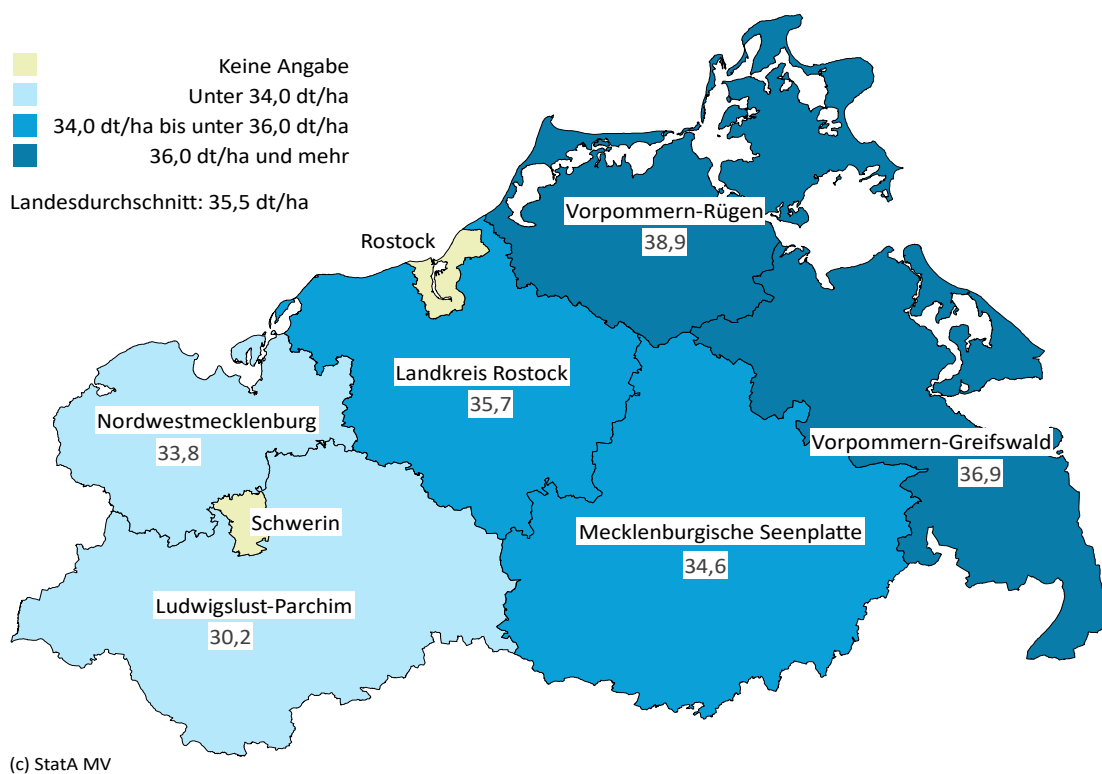 Keine Angabe
Unter 34,0 dt/ha
34,0 dt/ha bis unter 36,0 dt/ha
36,0 dt/ha und mehr
Landesdurchschnitt: 35,5 dt/ha
Vorpommern-Rügen
38,9
Rostock
Landkreis Rostock
35,7
Nordwestmecklenburg
33,8
Vorpommern-Greifswald
36,9
Schwerin
Mecklenburgische Seenplatte
34,6
Ludwigslust-Parchim
30,2
(c) StatA MV